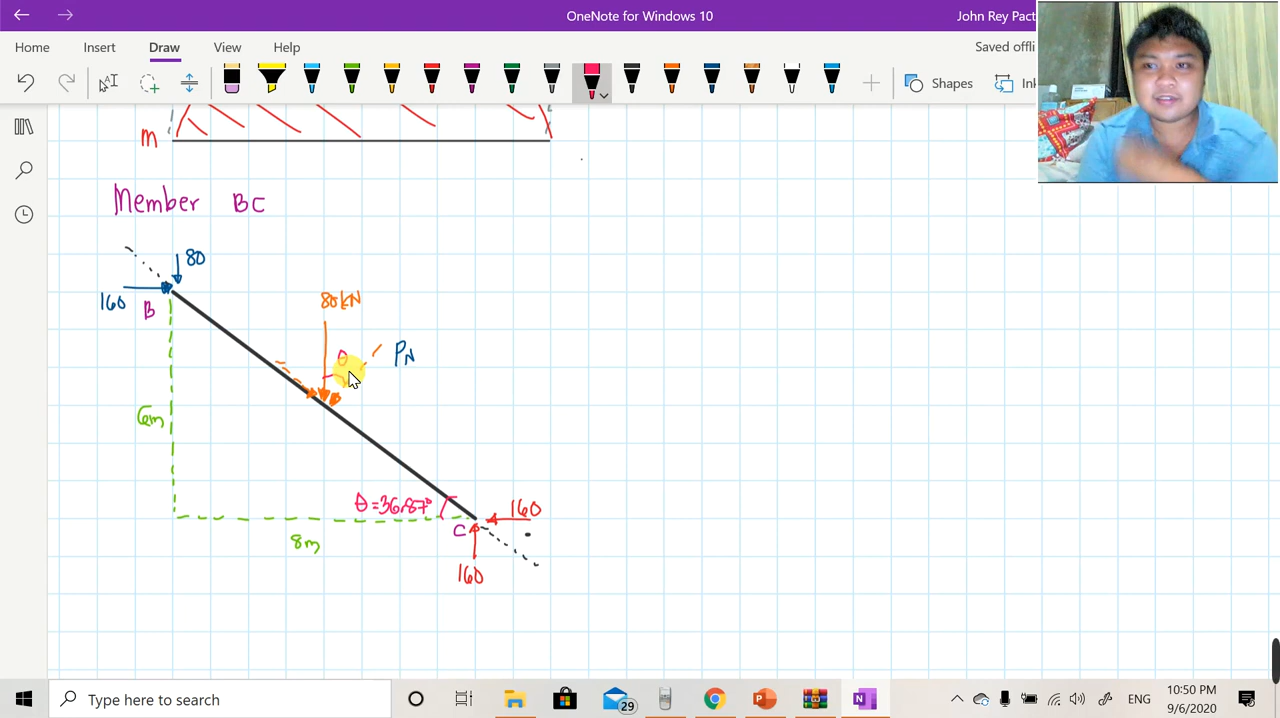 OneNote for Windows 10
John Rey Pact
Home Insert Draw View Help
Saved offli
Shapes
Ink
M
Member BC
80
160
B
80kN
θ
PN
6m
θ=36.87°
160
C
8m
160
Type here to search
29
ENG
10:50 PM
9/6/2020